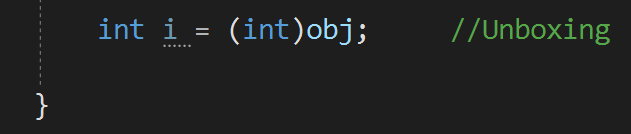 int i = (int)obj;      //Unboxing
}